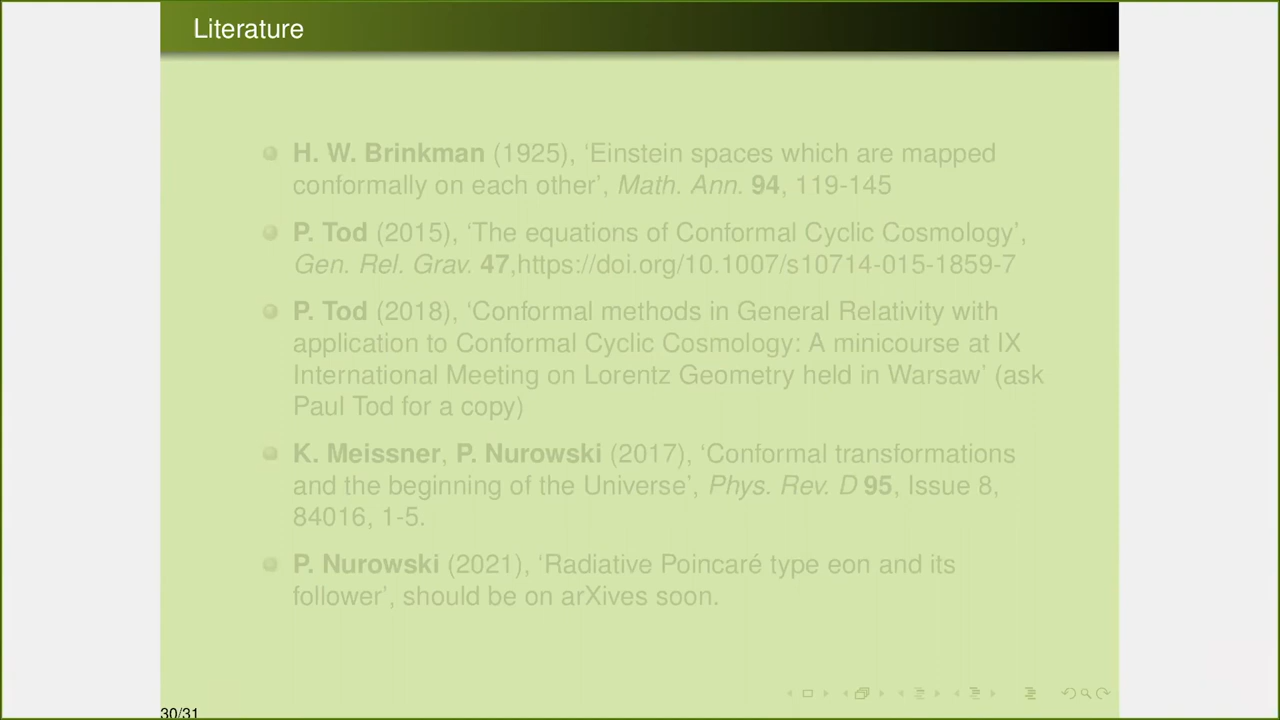 Literature
H. W. Brinkman (1925), ‘Einstein spaces which are mapped
conformally on each other’, Math. Ann. 94, 119-145
P. Tod (2015), ‘The equations of Conformal Cyclic Cosmology’,
Gen. Rel. Grav. 47,https://doi.org/10.1007/s10714-015-1859-7
P. Tod (2018), ‘Conformal methods in General Relativity with
application to Conformal Cyclic Cosmology: A minicourse at IX
International Meeting on Lorentz Geometry held in Warsaw’ (ask
Paul Tod for a copy)
K. Meissner, P. Nurowski (2017), ‘Conformal transformations
and the beginning of the Universe’, Phys. Rev. D 95, Issue 8,
84016, 1-5.
P. Nurowski (2021), ‘Radiative Poincaré type eon and its
follower’, should be on arXives soon.
30/31